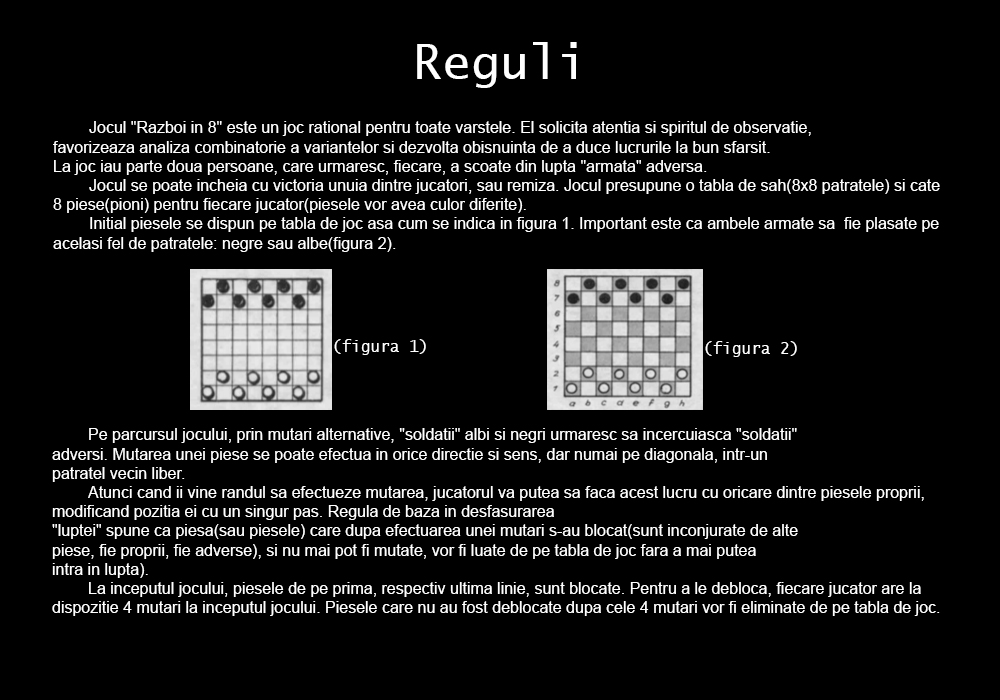 Reguli
Jocul "Razboi in 8" este un joc rational pentru toate varstele. El solicita atentia si spiritul de observatie,
favorizeaza analiza combinatorie a variantelor si dezvolta obisnuinta de a duce lucrurile la bun sfarsit.
La joc iau parte doua persoane, care urmaresc, fiecare, a scoate din lupta "armata" adversa.
Jocul se poate incheia cu victoria unuia dintre jucatori, sau remiza. Jocul presupune o tabla de sah(8x8 patratele) si cate
8 piese(pioni) pentru fiecare jucator(piesele vor avea culor diferite).
Initial piesele se dispun pe tabla de joc asa cum se indica in figura 1. Important este ca ambele armate sa fie plasate pe
acelasi fel de patratele: negre sau albe(figura 2).
(figura 1)
8
7
6
5
4
3
2
1
a b c d e f g h
(figura 2)
Pe parcursul jocului, prin mutari alternative, "soldatii" albi si negri urmaresc sa incercuiasca "soldatii"
adversi. Mutarea unei piese se poate efectua in orice directie si sens, dar numai pe diagonala, intr-un
patratel vecin liber.
Atunci cand ii vine randul sa efectueze mutarea, jucatorul va putea sa faca acest lucru cu oricare dintre piesele proprii,
modificand pozitia ei cu un singur pas. Regula de baza in desfasurarea
"luptei" spune ca piesa(sau piesele) care dupa efectuarea unei mutari s-au blocat(sunt inconjurate de alte
piese, fie proprii, fie adverse), si nu mai pot fi mutate, vor fi luate de pe tabla de joc fara a mai putea
intra in lupta).
La inceputul jocului, piesele de pe prima, respectiv ultima linie, sunt blocate. Pentru a le debloca, fiecare jucator are la
dispozitie 4 mutari la inceputul jocului. Piesele care nu au fost deblocate dupa cele 4 mutari vor fi eliminate de pe tabla de joc.